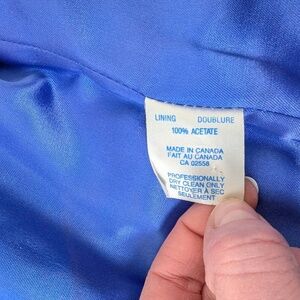 LINING DOUBLURE
100% ACETATE
MADE IN CANADA
FAIT AU CANADA
CA 02558
PROFESSIONALLY
DRY CLEAN ONLY
NETTOYER À SEC
SEULEMENT